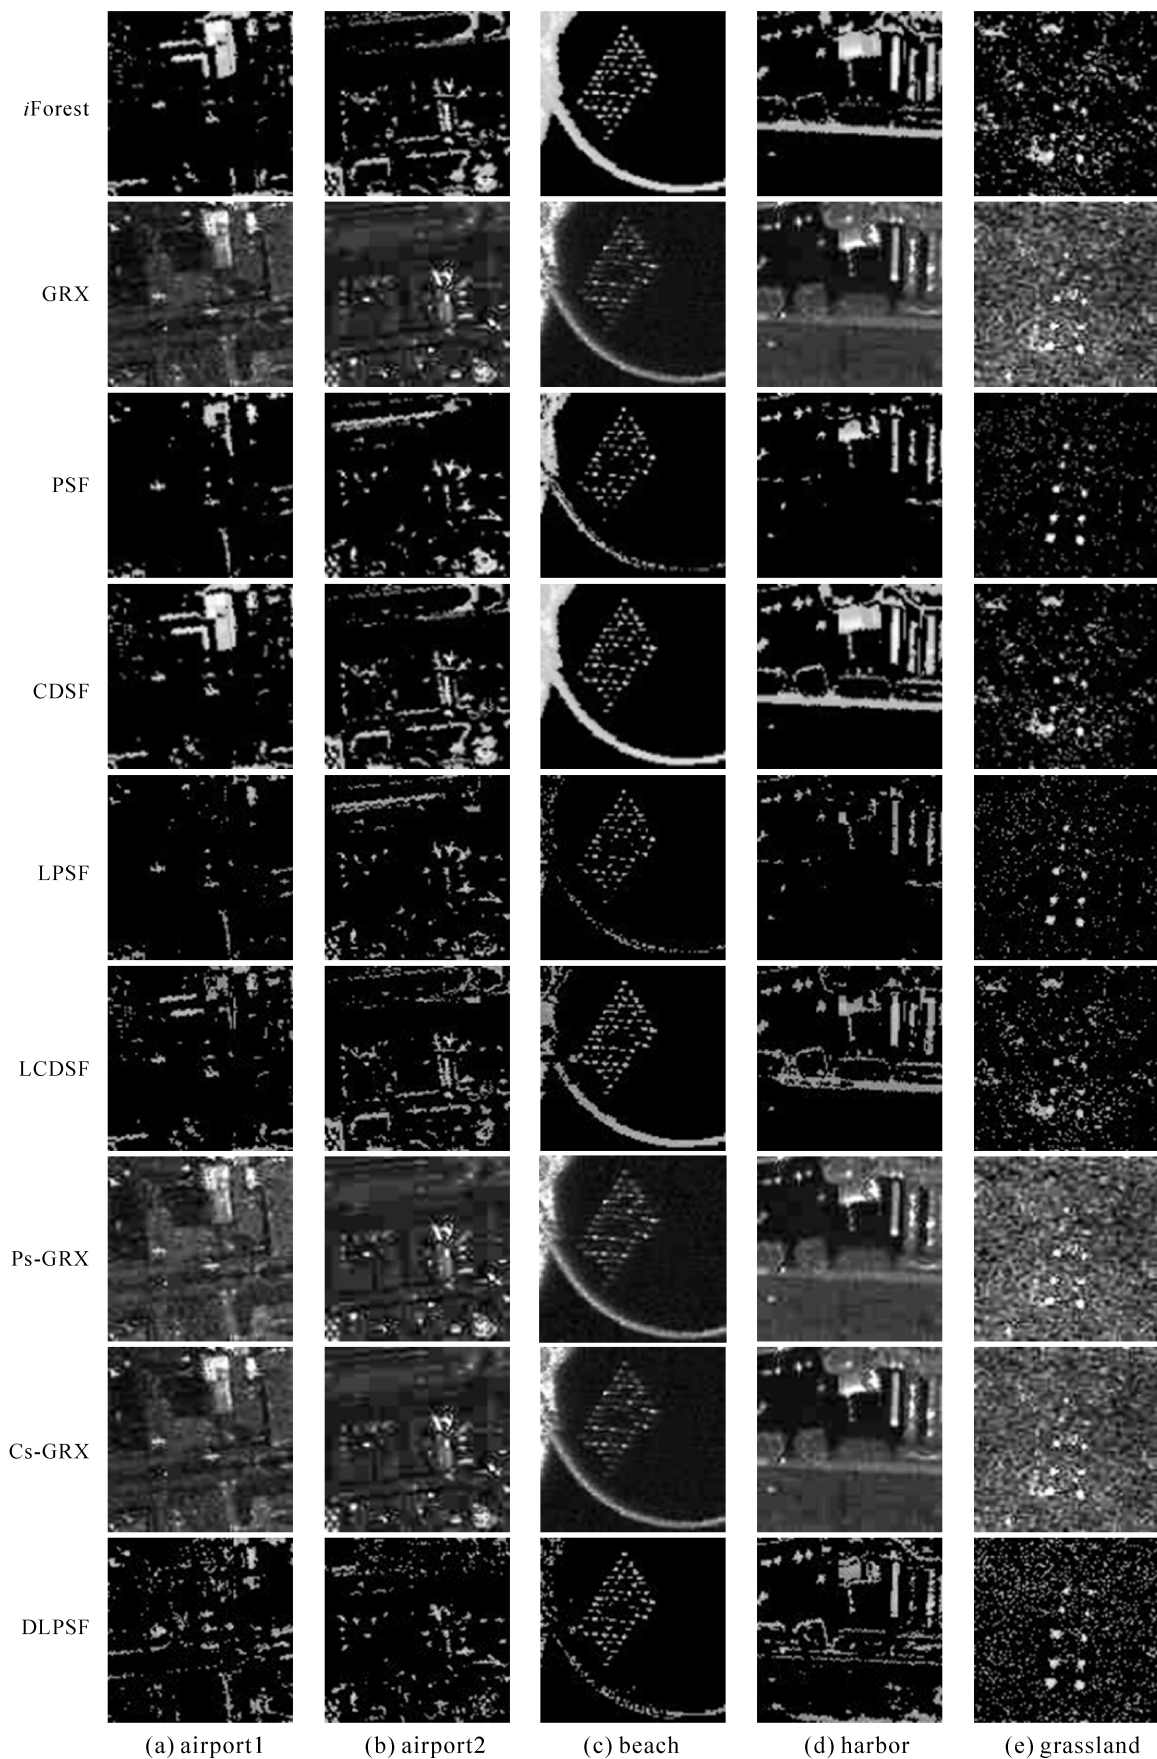 iForest
GRX
PSF
CDSF
LPSF
LCDSF
Ps-GRX
Cs-GRX
DLPSF
(a) airport1 (b) airport2 (c) beach (d) harbor (e) grassland